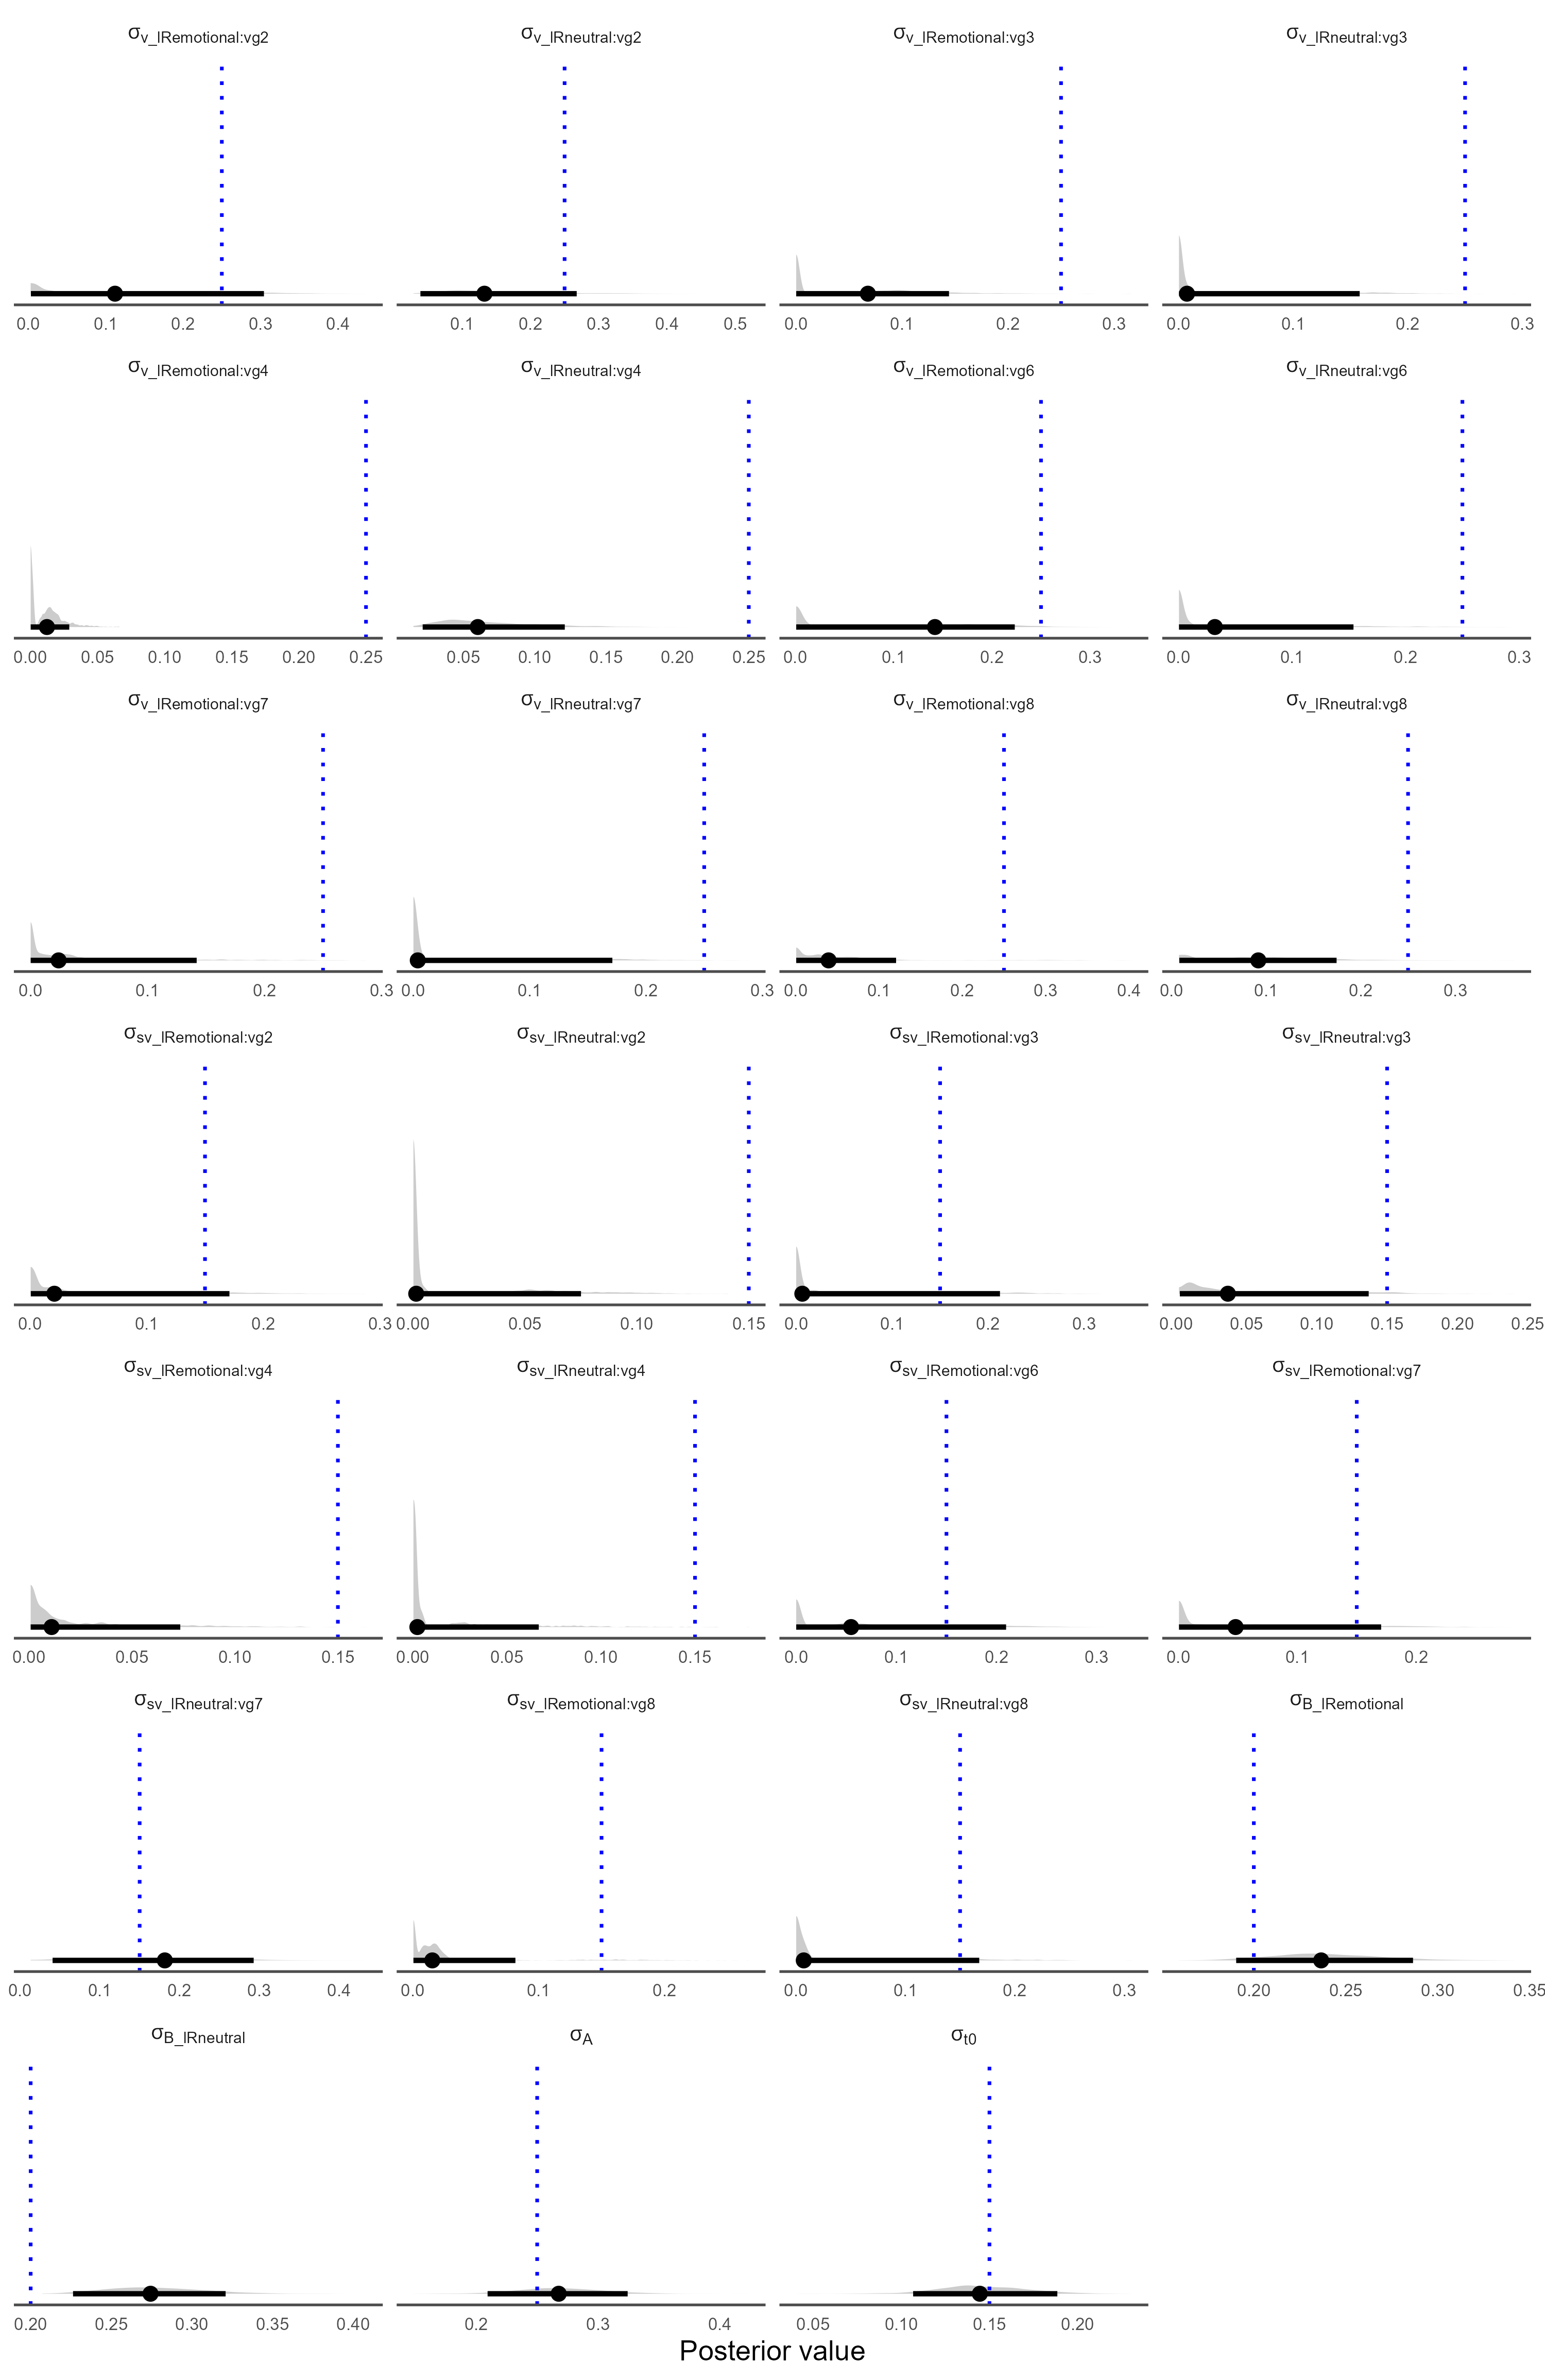 σv_lRemotional:vg2 σv_lRneutral:vg2 σv_lRemotional:vg3 σv_lRneutral:vg3
0.0 0.1 0.2 0.3 0.4 0.1 0.2 0.3 0.4 0.5 0.0 0.1 0.2 0.3 0.0 0.1 0.2 0.3
σv_lRemotional:vg4 σv_lRneutral:vg4 σv_lRemotional:vg6 σv_lRneutral:vg6
0.00 0.05 0.10 0.15 0.20 0.25 0.05 0.10 0.15 0.20 0.25 0.0 0.1 0.2 0.3 0.0 0.1 0.2 0.3
σv_lRemotional:vg7 σv_lRneutral:vg7 σv_lRemotional:vg8 σv_lRneutral:vg8
0.0 0.1 0.2 0.3 0.0 0.1 0.2 0.3 0.0 0.1 0.2 0.3 0.4 0.0 0.1 0.2 0.3
σsv_lRemotional:vg2 σsv_lRneutral:vg2 σsv_lRemotional:vg3 σsv_lRneutral:vg3
0.0 0.1 0.2 0.3 0.00 0.05 0.10 0.15 0.0 0.1 0.2 0.3 0.00 0.05 0.10 0.15 0.20 0.25
σsv_lRemotional:vg4 σsv_lRneutral:vg4 σsv_lRemotional:vg6 σsv_lRemotional:vg7
0.00 0.05 0.10 0.15 0.00 0.05 0.10 0.15 0.0 0.1 0.2 0.3 0.0 0.1 0.2
σsv_lRneutral:vg7 σsv_lRemotional:vg8 σsv_lRneutral:vg8 σB_lRemotional
0.0 0.1 0.2 0.3 0.4 0.0 0.1 0.2 0.0 0.1 0.2 0.3 0.20 0.25 0.30 0.35
σB_lRneutral σA σt0
0.20 0.25 0.30 0.35 0.40 0.2 0.3 0.4 0.05 0.10 0.15 0.20
Posterior value